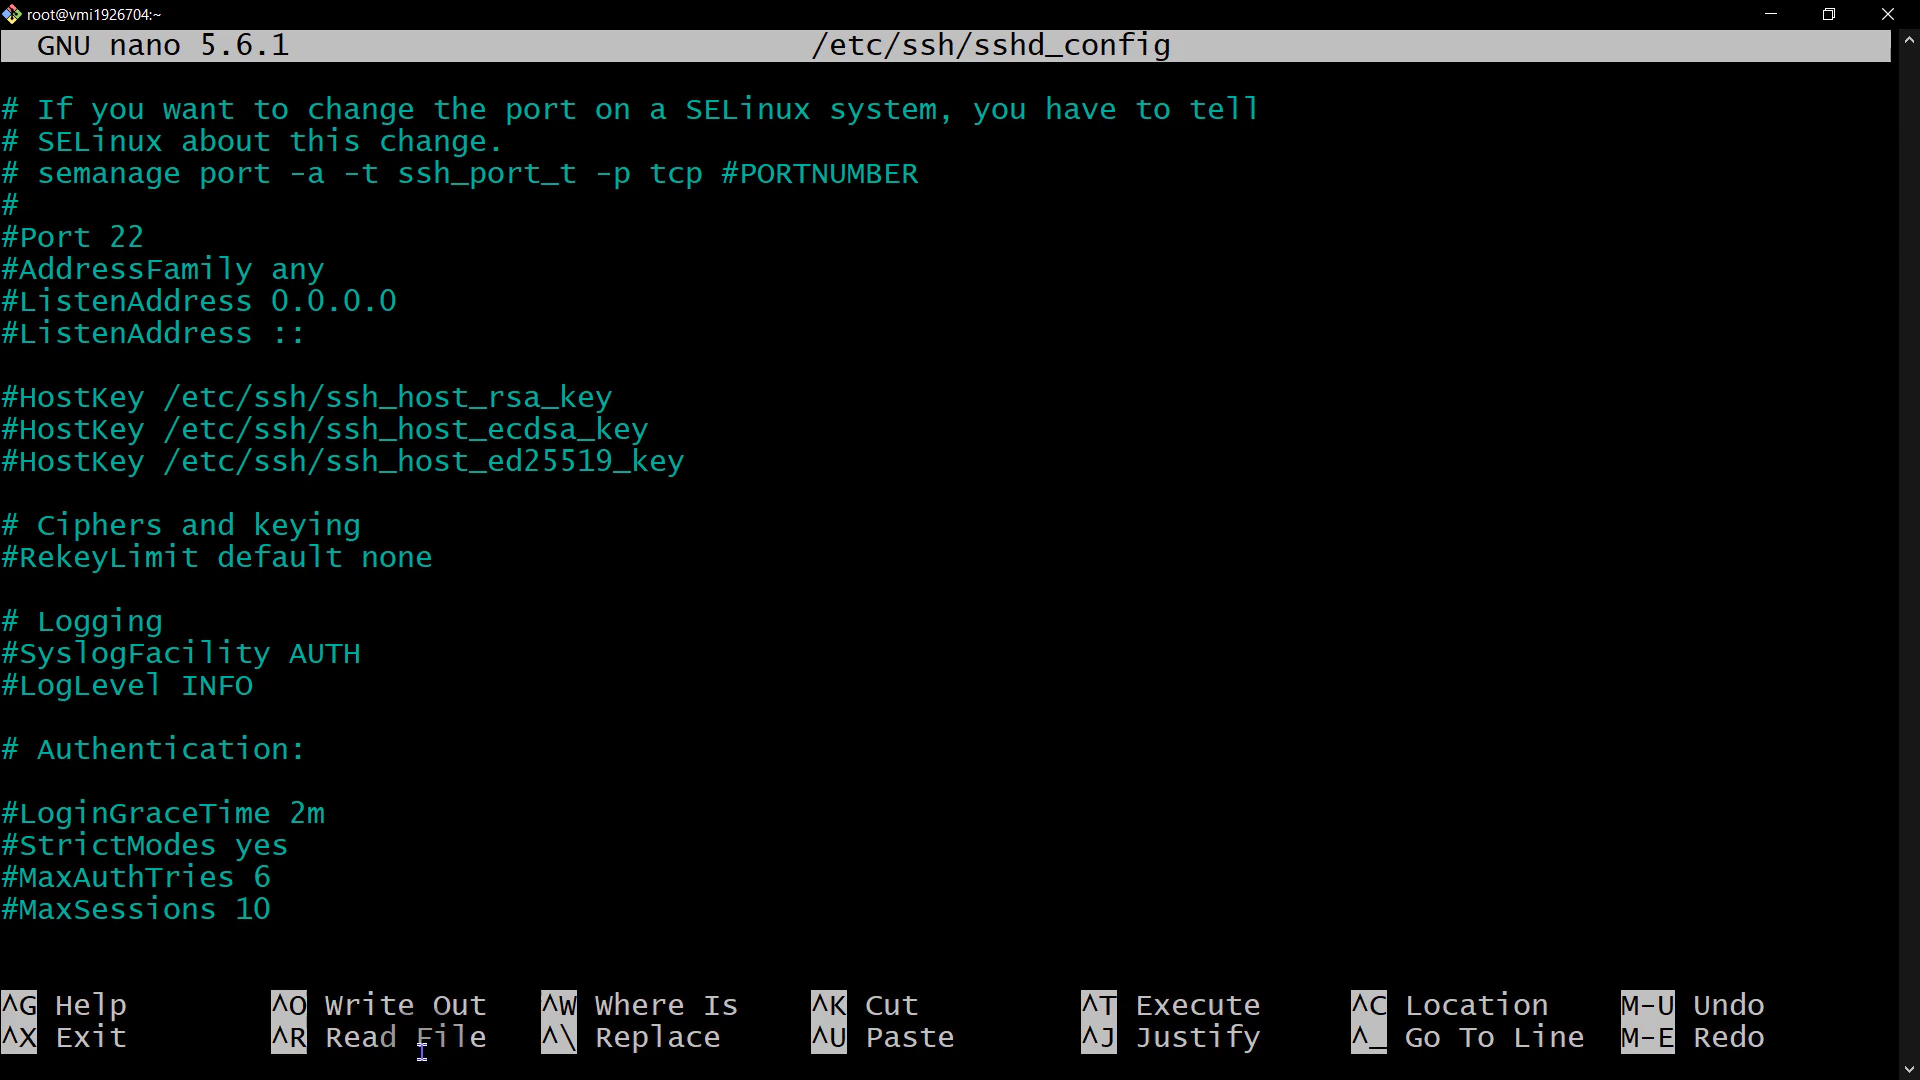 root@vmi1926704:~
GNU nano 5.6.1 /etc/ssh/sshd_config
# If you want to change the port on a SELinux system, you have to tell
# SELinux about this change.
# semanage port -a -t ssh_port_t -p tcp #PORTNUMBER
#
#Port 22
#AddressFamily any
#ListenAddress 0.0.0.0
#ListenAddress ::
#HostKey /etc/ssh/ssh_host_rsa_key
#HostKey /etc/ssh/ssh_host_ecdsa_key
#HostKey /etc/ssh/ssh_host_ed25519_key
# Ciphers and keying
#RekeyLimit default none
# Logging
#SyslogFacility AUTH
#LogLevel INFO
# Authentication:
#LoginGraceTime 2m
#StrictModes yes
#MaxAuthTries 6
#MaxSessions 10
^G Help ^O Write Out ^W Where Is ^K Cut ^T Execute ^C Location M-U Undo
^X Exit ^R Read File ^\ Replace ^U Paste ^J Justify ^_ Go To Line M-E Redo